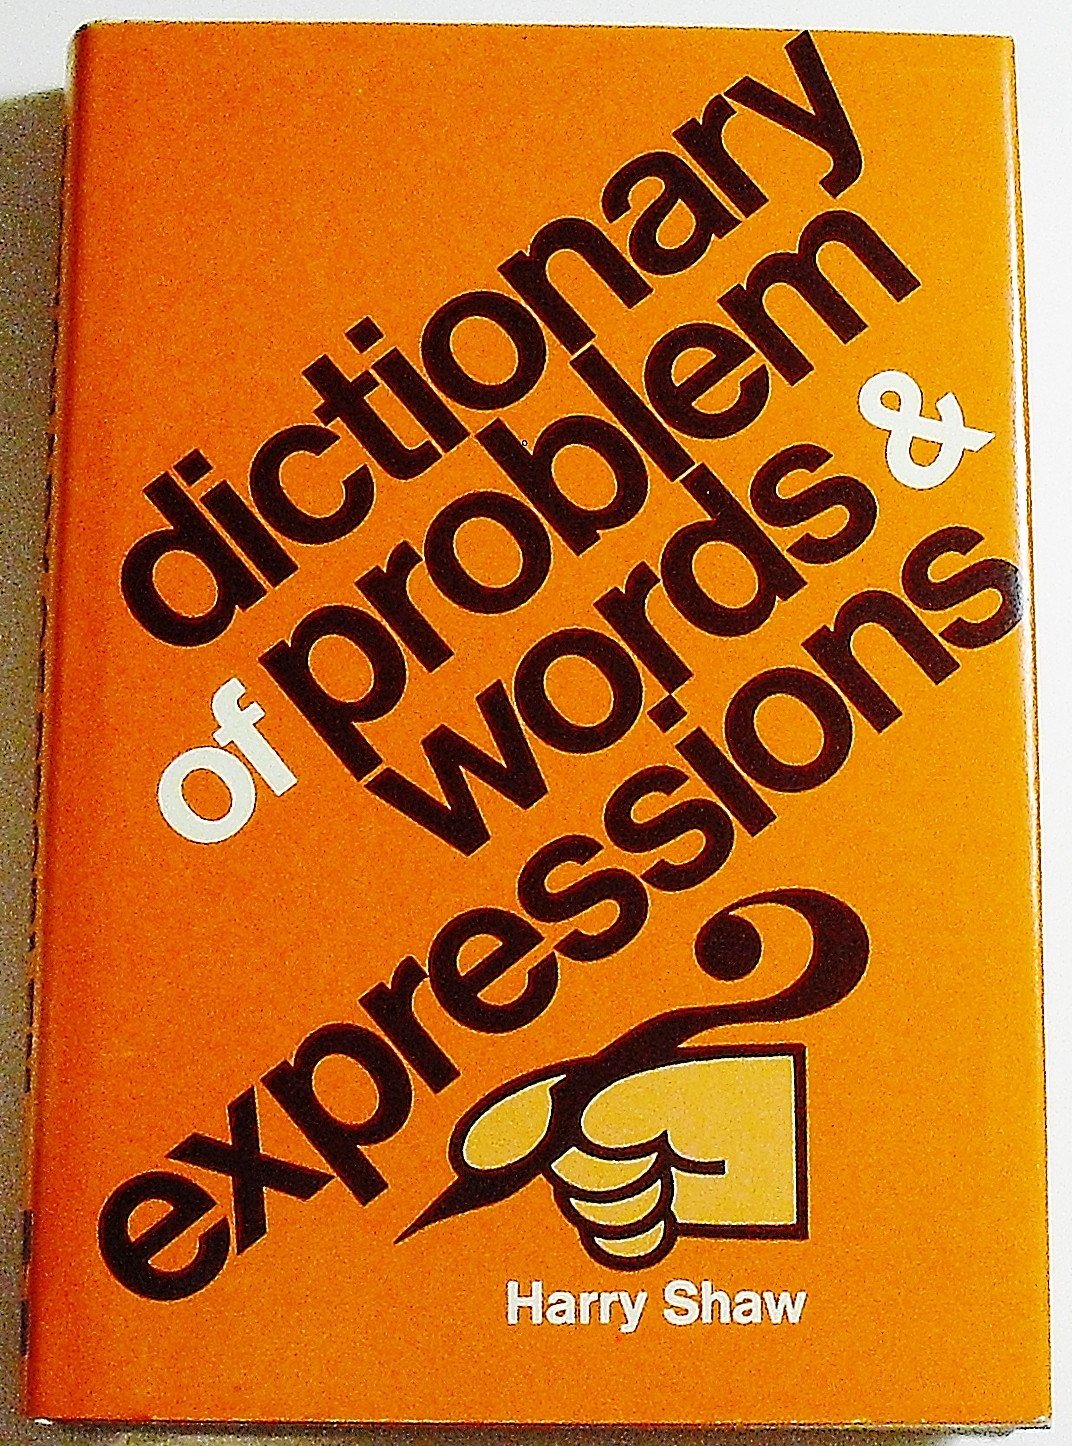 dictionary
of problem
words &
expressions
Harry Shaw